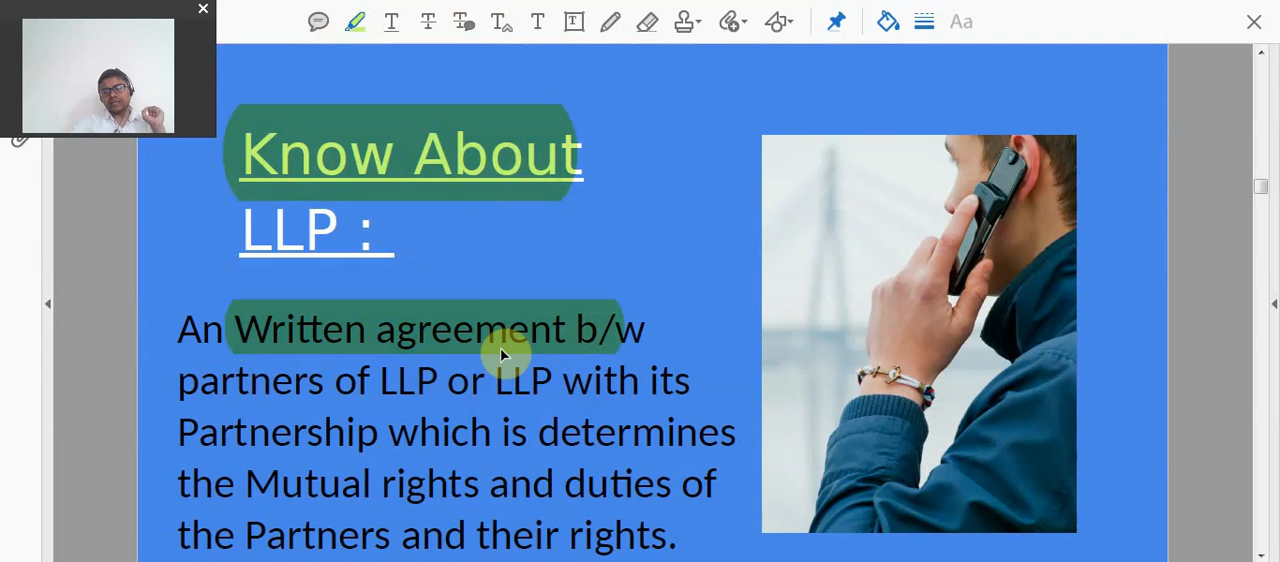 Aa
Know About
LLP :
An Written agreement b/w
partners of LLP or LLP with its
Partnership which is determines
the Mutual rights and duties of
the Partners and their rights.